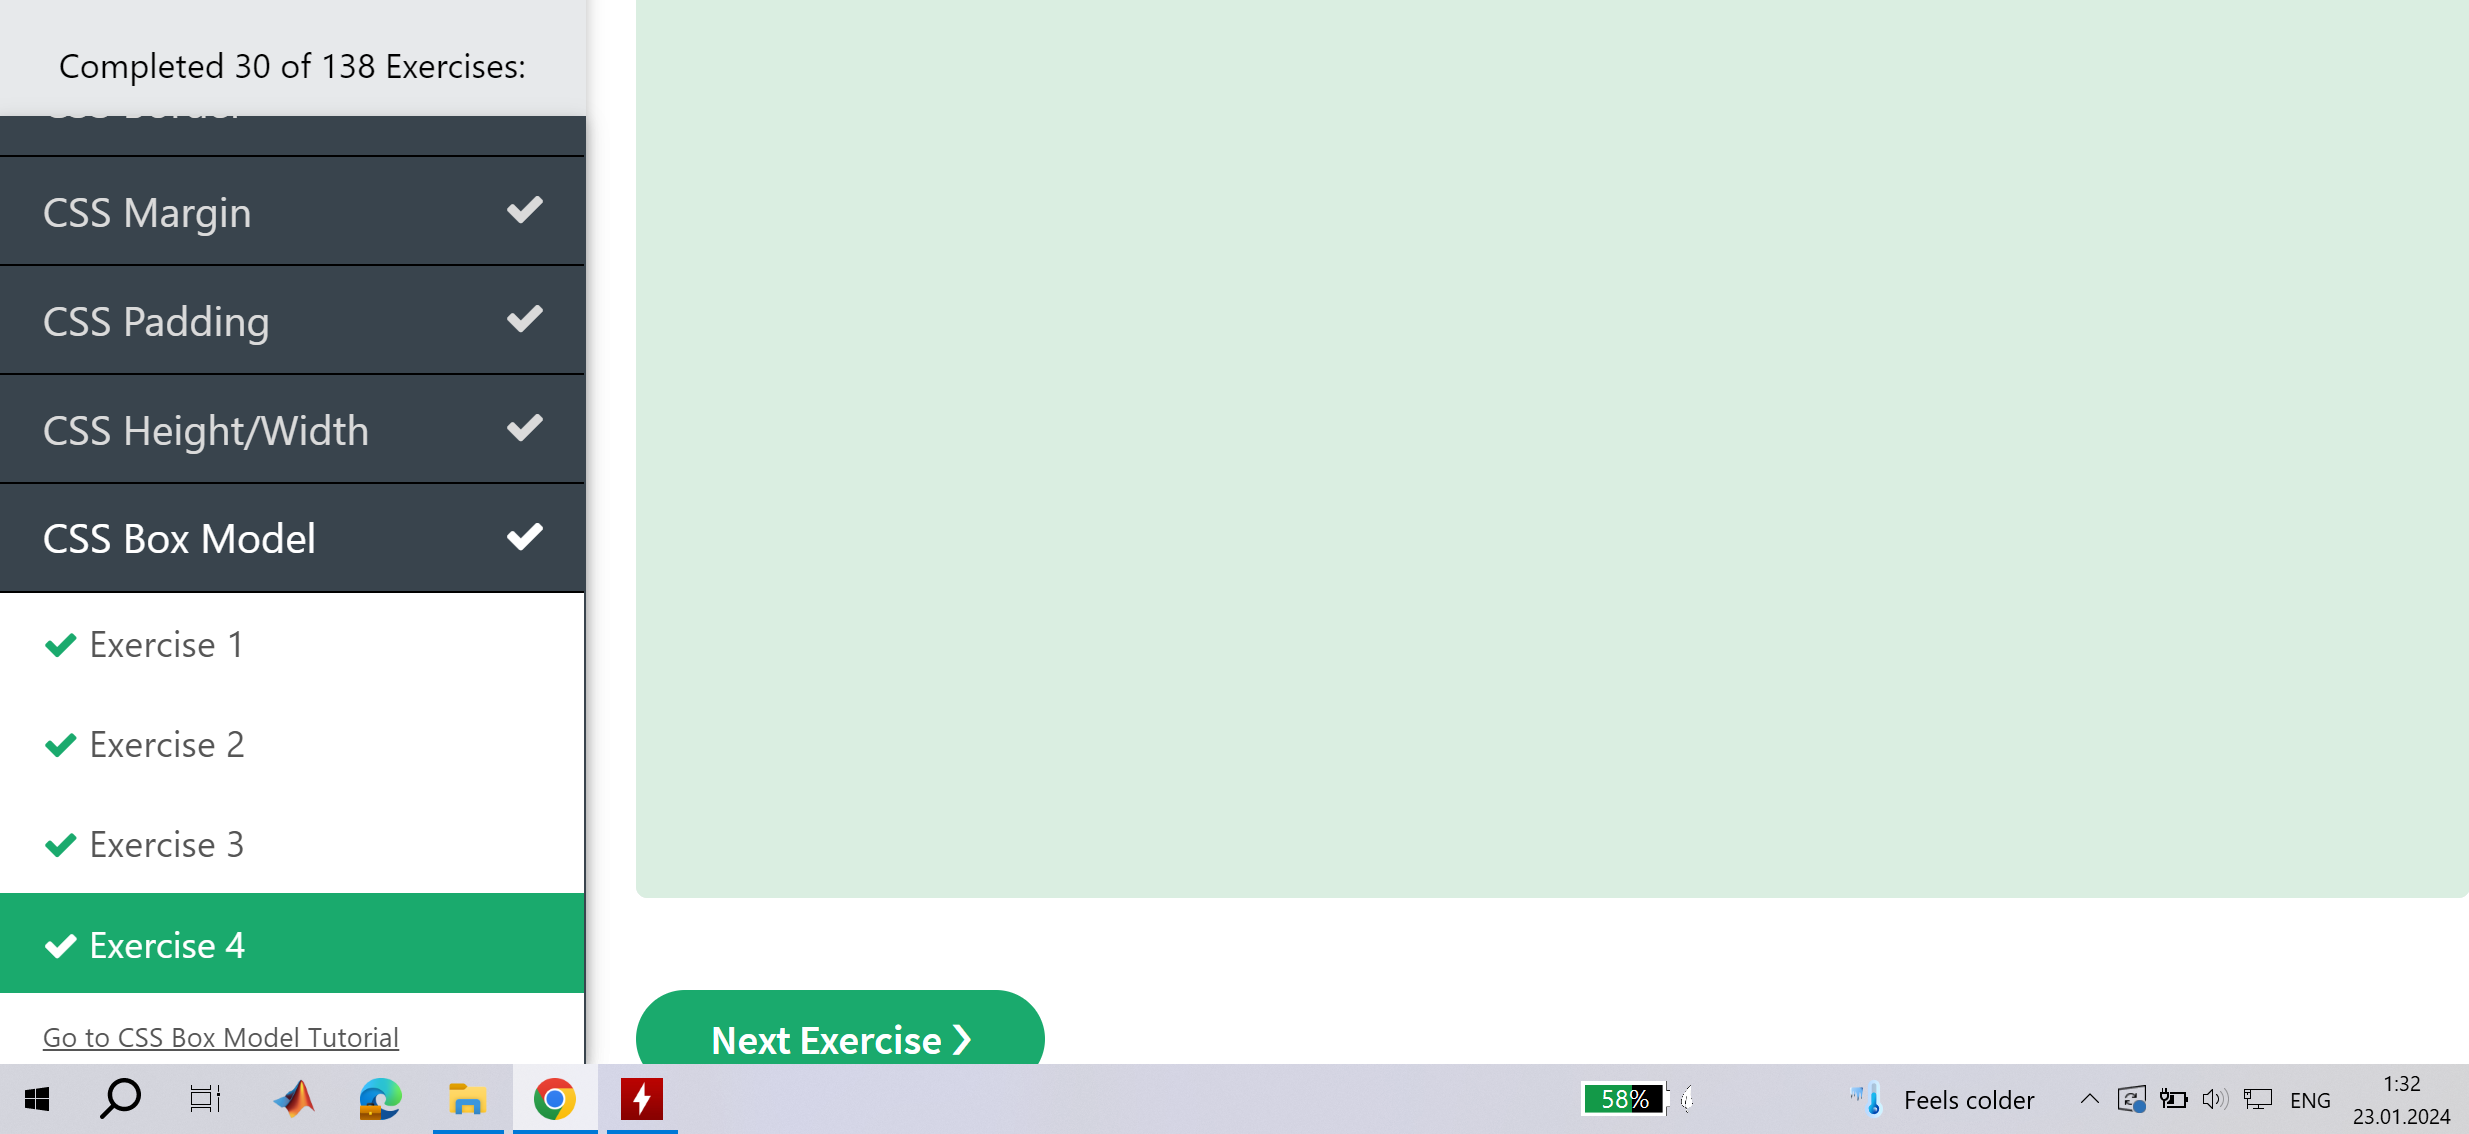 Completed 30 of 138 Exercises:
CSS Border
CSS Margin
CSS Padding
CSS Height/Width
CSS Box Model
Exercise 1
Exercise 2
Exercise 3
Exercise 4
Go to CSS Box Model Tutorial
Next Exercise ❯
58%
Feels colder
ENG
1:32
23.01.2024